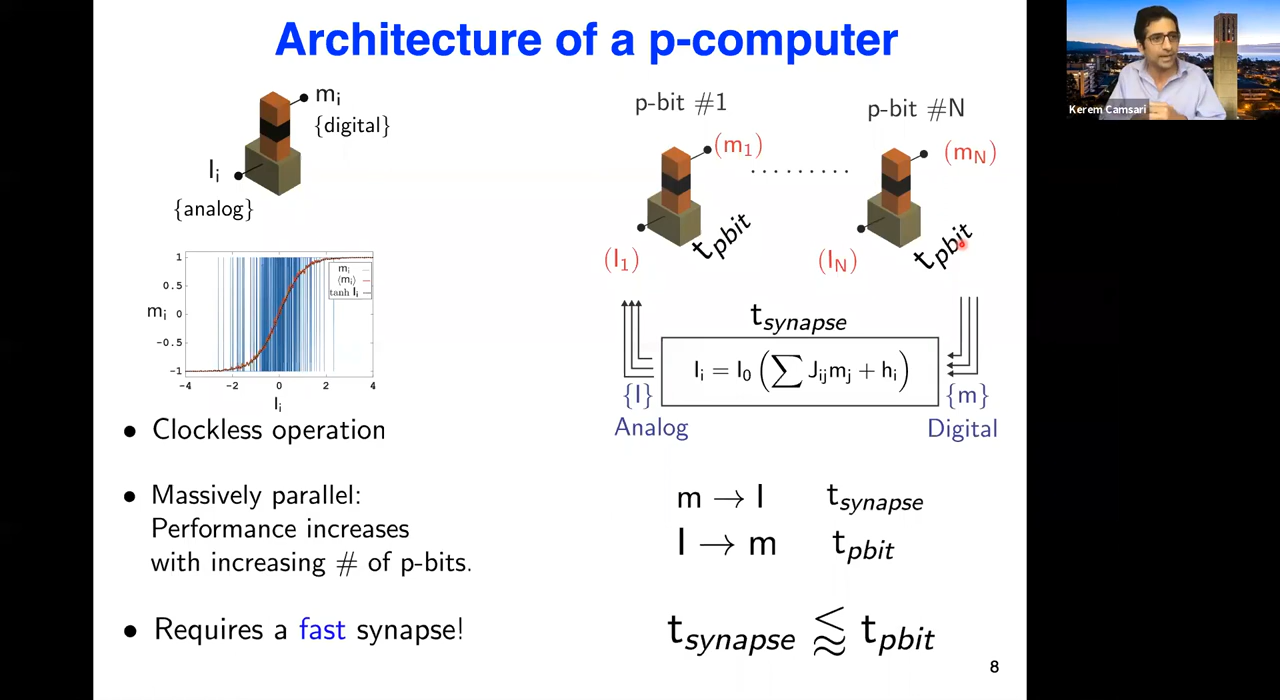 Architecture of a p-computer
mᵢ
{digital}
Iᵢ
{analog}
1
0.5
0
−0.5
−1
mᵢ
−4 −2 0 2 4
Iᵢ
mᵢ
⟨mᵢ⟩
tanh Iᵢ
p-bit #1
p-bit #N
(m₁)
(m_N)
.........
(I₁)
t_pbit
(I_N)
t_pbit
t_synapse
Iᵢ = I₀ (∑ Jᵢⱼmⱼ + hᵢ)
{I}
Analog
{m}
Digital
• Clockless operation
• Massively parallel:
Performance increases
with increasing # of p-bits.
• Requires a fast synapse!
m → I t_synapse
I → m t_pbit
t_synapse ⪅ t_pbit
8
Kerem Camsari